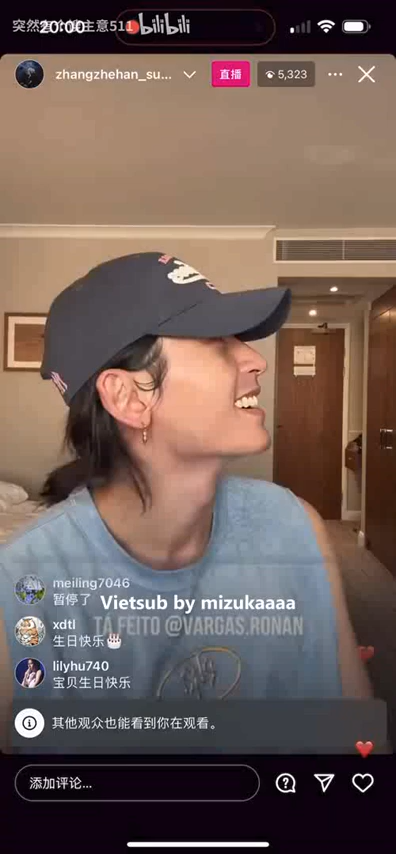 20:00
bilibili
zhangzhehan_su...
直播
5,323
meiling7046
暂停了
Vietsub by mizukaaaa
TÁ FEITO @VARGAS.RONAN
xdtl
生日快乐🎂
lilyhu740
宝贝生日快乐
其他观众也能看到你在观看。
添加评论...